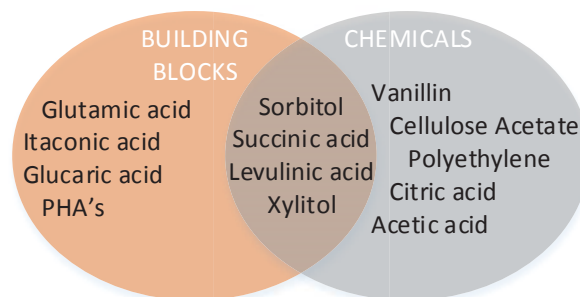 BUILDING
BLOCKS
Glutamic acid
Itaconic acid
Glucaric acid
PHA's
Sorbitol
Succinic acid
Levulinic acid
Xylitol
CHEMICALS
Vanillin
Cellulose Acetate
Polyethylene
Citric acid
Acetic acid